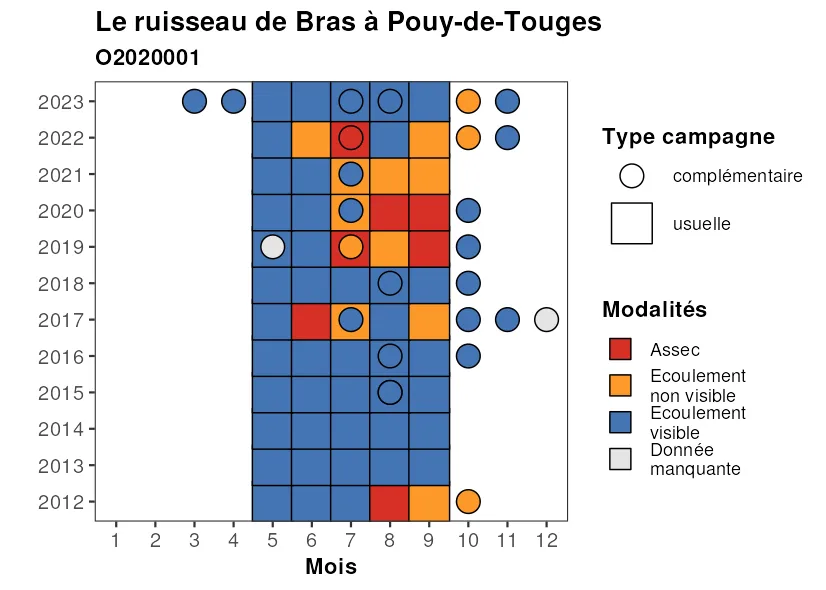 Le ruisseau de Bras à Pouy-de-Touges
O2020001
2023
2022
2021
2020
2019
2018
2017
2016
2015
2014
2013
2012
1 2 3 4 5 6 7 8 9 10 11 12
Mois
Type campagne
complémentaire
usuelle
Modalités
Assec
Ecoulement
non visible
Ecoulement
visible
Donnée
manquante